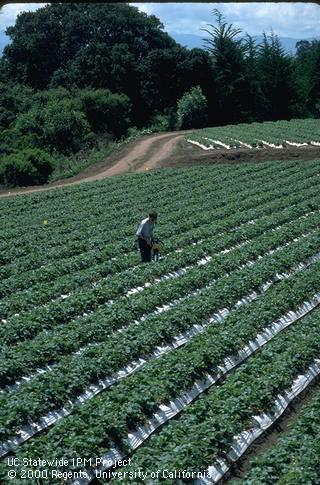 UC Statewide IPM Project
© 2000 Regents, University of California